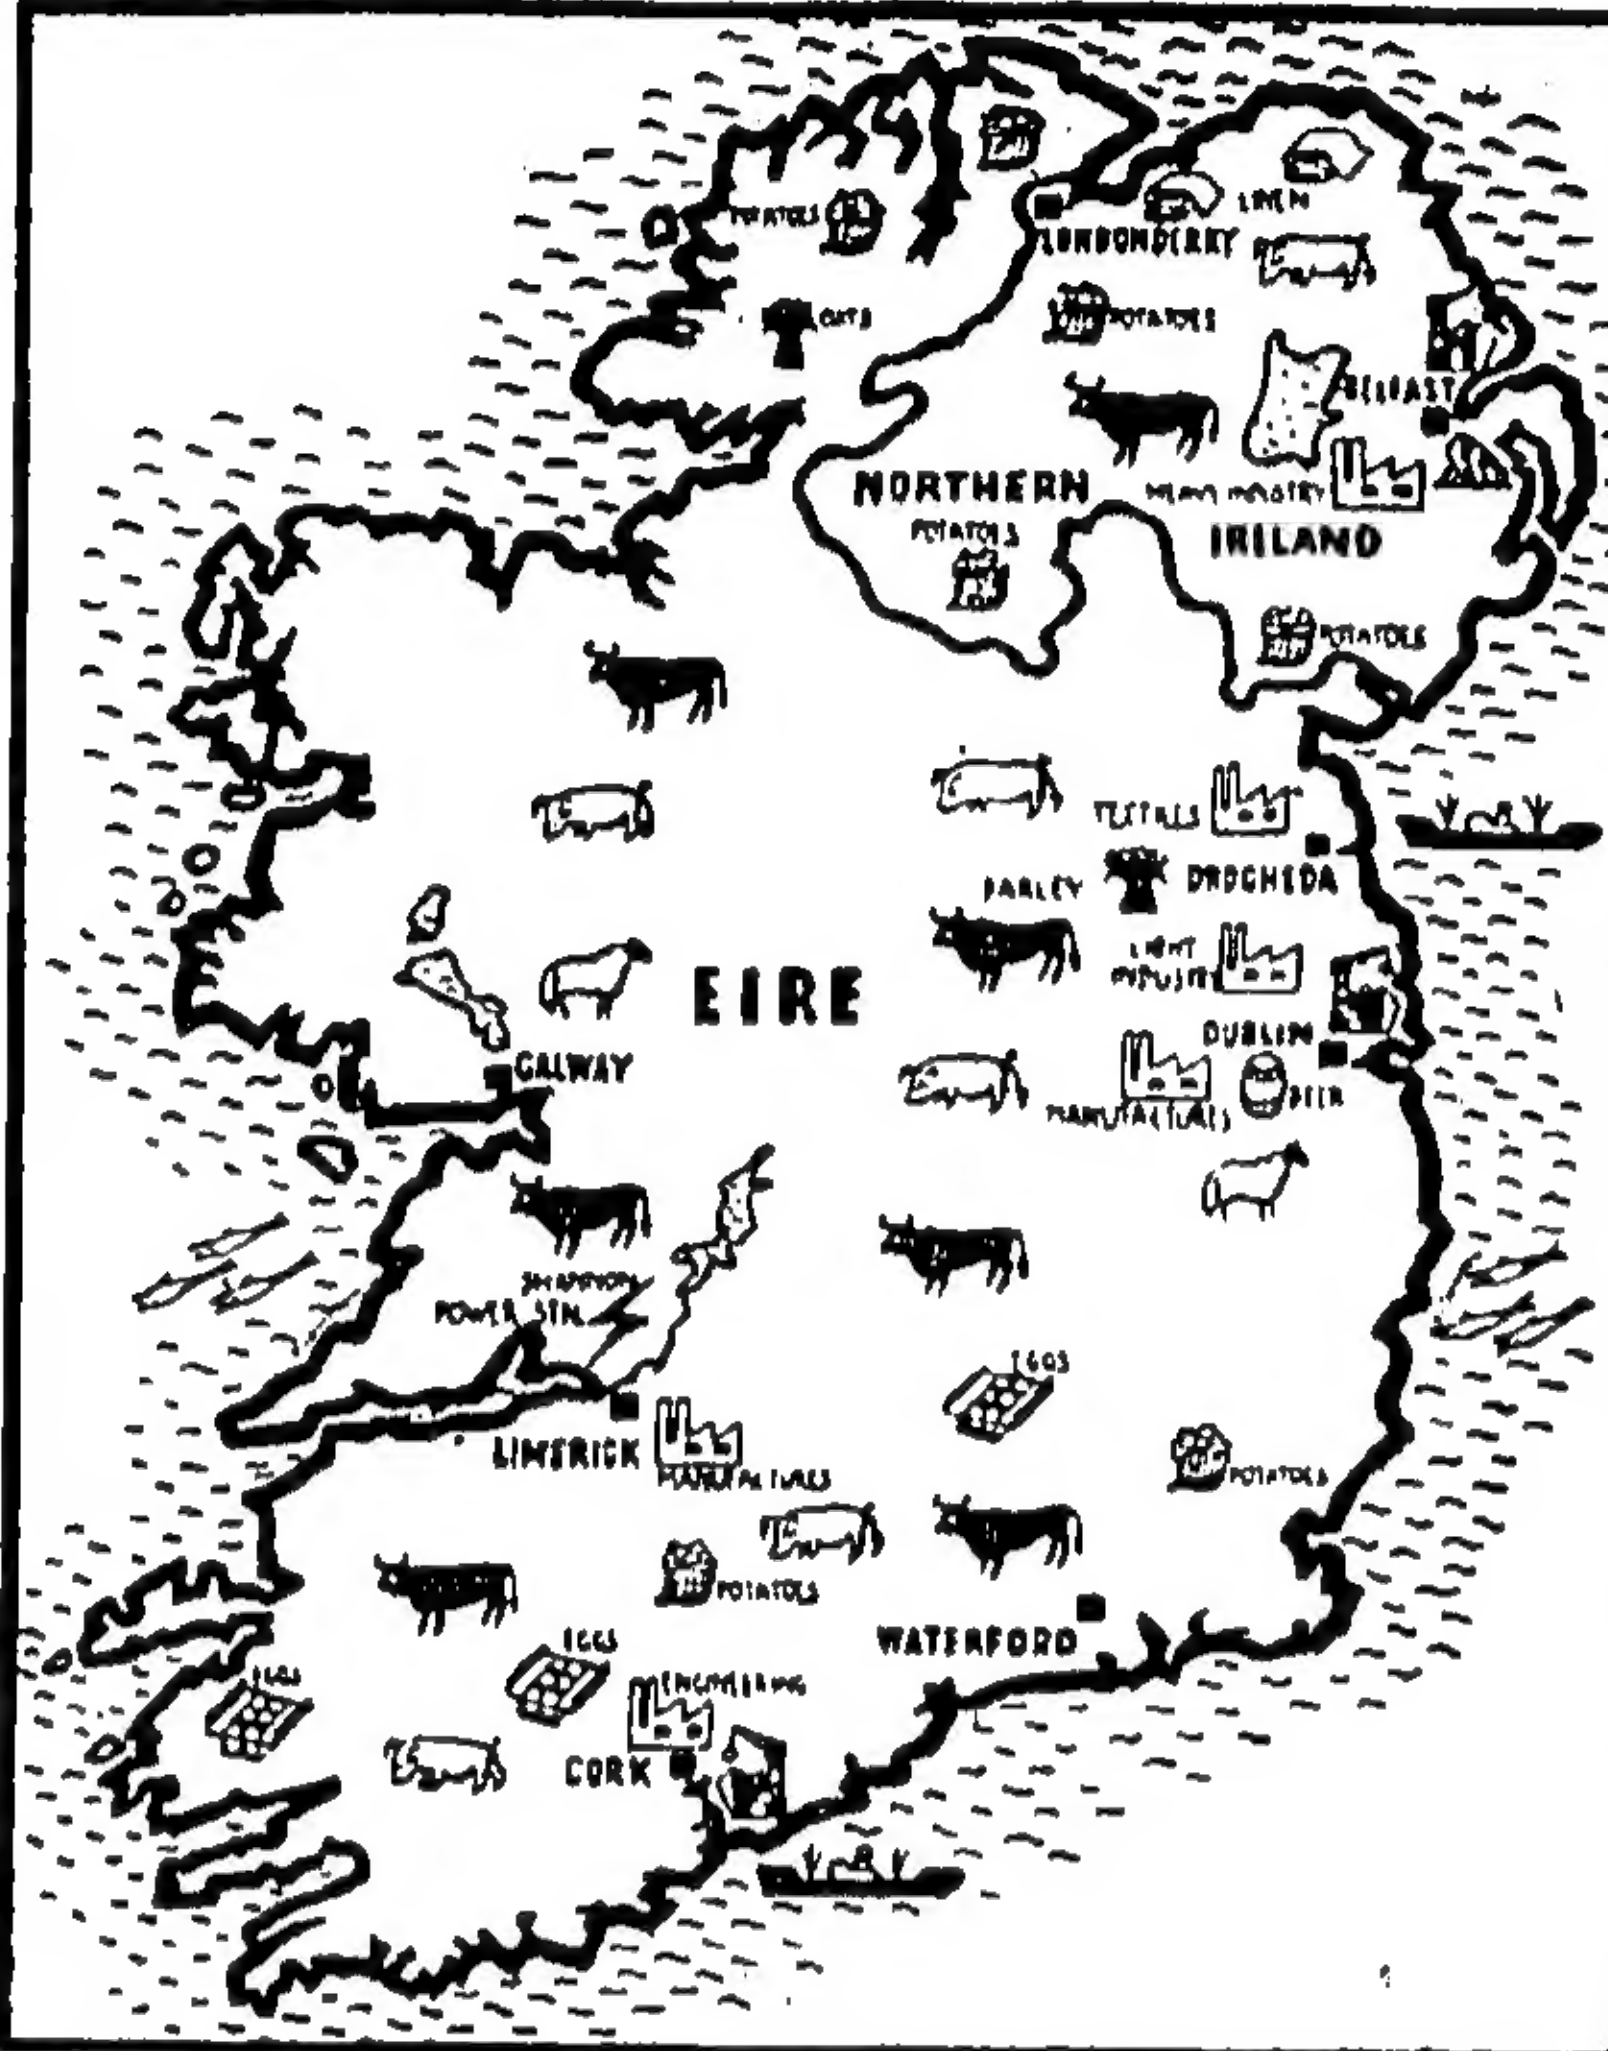 POTATOES
LINEN
LONDONDERRY
OATS
POTATOES
BELFAST
NORTHERN
HEAVY INDUSTRY
IRELAND
POTATOES
POTATOES
TEXTILES
BARLEY
DROGHEDA
EIRE
LIGHT
INDUSTRY
DUBLIN
GALWAY
BEER
MANUFACTURES
SHANNON
POWER STN.
EGGS
LIMERICK
MANUFACTURES
POTATOES
POTATOES
EGGS
WATERFORD
EGGS
ENGINEERING
CORK